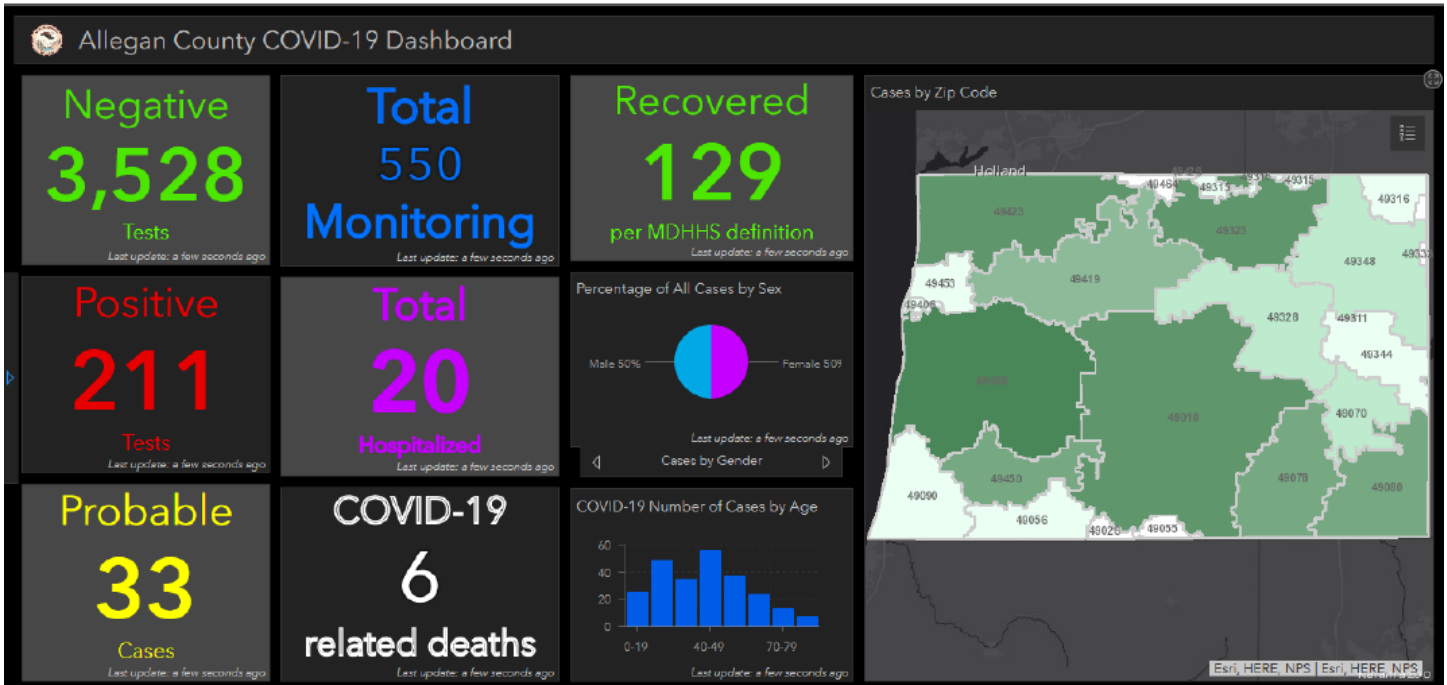 Allegan County COVID-19 Dashboard
Negative
3,528
Tests
Last update: a few seconds ago
Total
550
Monitoring
Last update: a few seconds ago
Recovered
129
per MDHHS definition
Last update: a few seconds ago
Positive
211
Tests
Last update: a few seconds ago
Total
20
Hospitalized
Last update: a few seconds ago
Percentage of All Cases by Sex
Male 50%
Female 50
Last update: a few seconds ago
Cases by Gender
Probable
33
Cases
Last update: a few seconds ago
COVID-19
6
related deaths
Last update: a few seconds ago
COVID-19 Number of Cases by Age
60
40
20
0
0-19
40-49
70-79
Last update: a few seconds ago
Cases by Zip Code
Holland
49464
49315
49315
49316
49423
49323
49348
49453
49419
49406
49328
49311
49344
49010
49070
49450
49078
49080
49090
49056
49026
49055
Esri, HERE, NPS | Esri, HERE, NPS